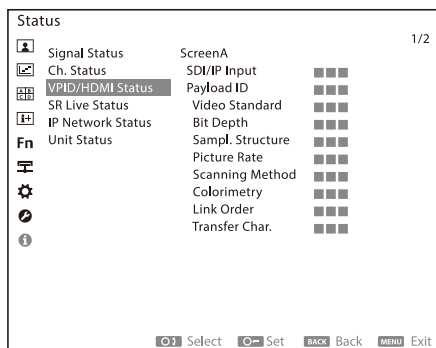 Status
1/2
Signal Status
Ch. Status
VPID/HDMI Status
SR Live Status
IP Network Status
Unit Status
Fn
ScreenA
SDI/IP Input
Payload ID
Video Standard
Bit Depth
Sampl. Structure
Picture Rate
Scanning Method
Colorimetry
Link Order
Transfer Char.
Select Set BACK Back MENU Exit